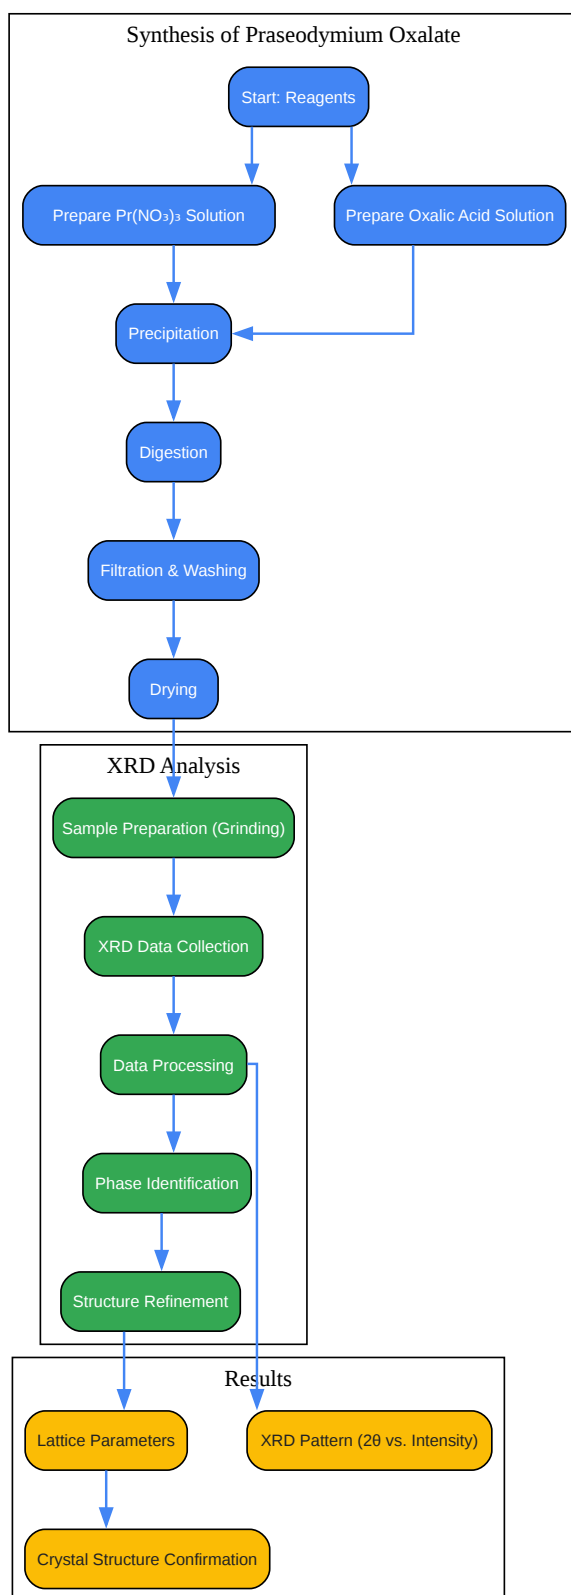 Synthesis of Praseodymium Oxalate
Start: Reagents
Prepare Pr(NO₃)₃ Solution
Prepare Oxalic Acid Solution
Precipitation
Digestion
Filtration & Washing
Drying
XRD Analysis
Sample Preparation (Grinding)
XRD Data Collection
Data Processing
Phase Identification
Structure Refinement
Results
Lattice Parameters
XRD Pattern (2θ vs. Intensity)
Crystal Structure Confirmation